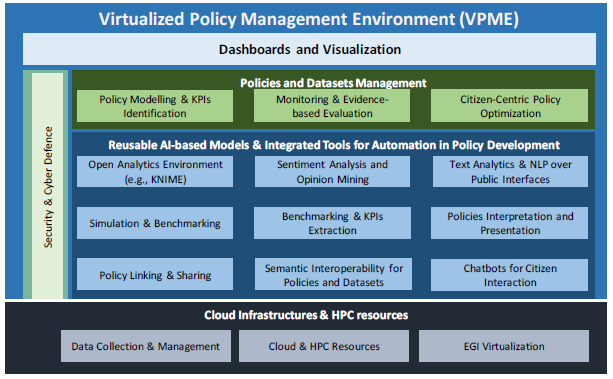 Virtualized Policy Management Environment (VPME)
Dashboards and Visualization
Security & Cyber Defence
Policies and Datasets Management
Policy Modelling & KPIs
Identification
Monitoring & Evidence-
based Evaluation
Citizen-Centric Policy
Optimization
Reusable AI-based Models & Integrated Tools for Automation in Policy Development
Open Analytics Environment
(e.g., KNIME)
Sentiment Analysis and
Opinion Mining
Text Analytics & NLP over
Public Interfaces
Simulation & Benchmarking
Benchmarking & KPIs
Extraction
Policies Interpretation and
Presentation
Policy Linking & Sharing
Semantic Interoperability for
Policies and Datasets
Chatbots for Citizen
Interaction
Cloud Infrastructures & HPC resources
Data Collection & Management
Cloud & HPC Resources
EGI Virtualization